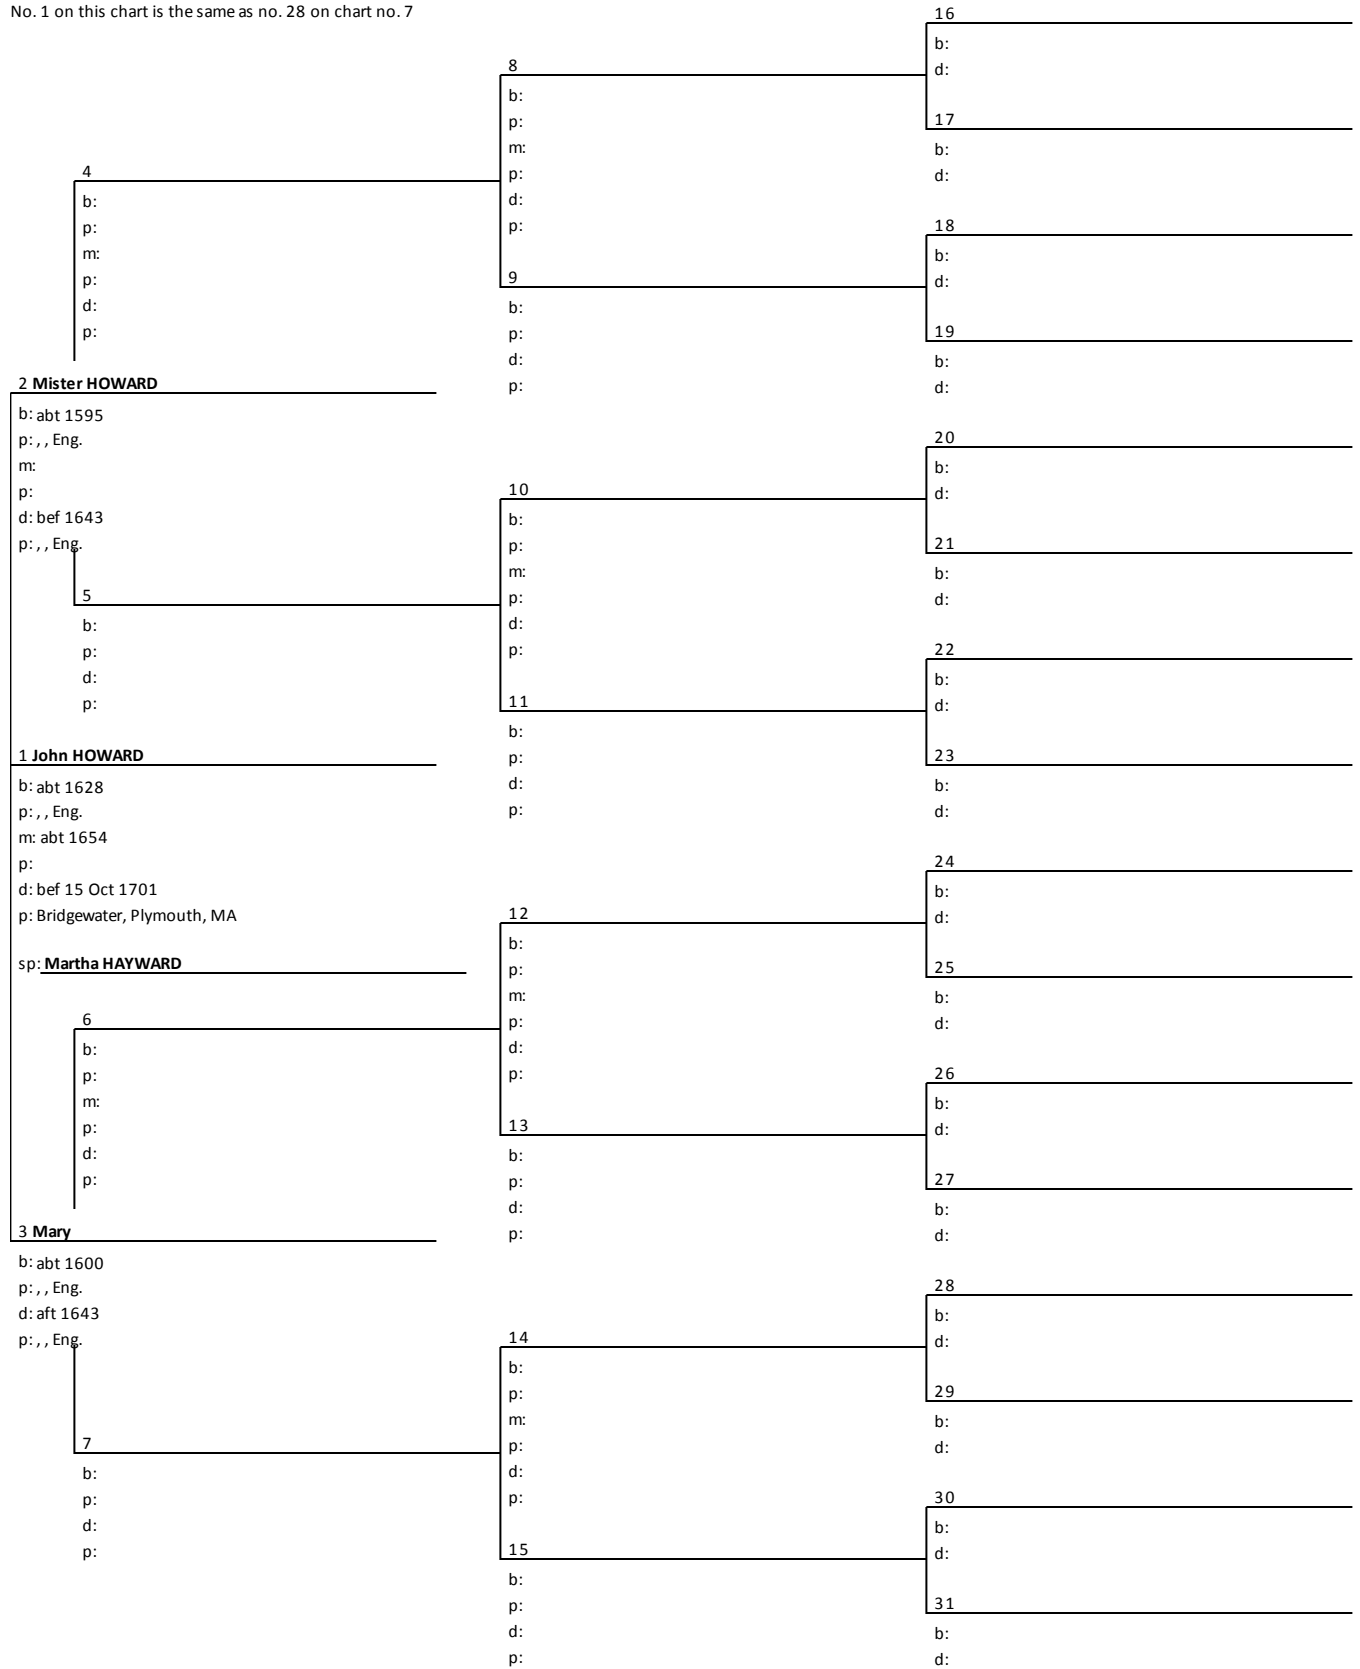 No. 1 on this chart is the same as no. 28 on chart no. 7
16
b:
d:
8
b:
p:
m:
p:
d:
p:
17
b:
d:
4
b:
p:
m:
p:
d:
p:
18
b:
d:
9
b:
p:
d:
p:
19
b:
d:
2 Mister HOWARD
b: abt 1595
p: , , Eng.
m:
p:
d: bef 1643
p: , , Eng.
20
b:
d:
10
b:
p:
m:
p:
d:
p:
21
b:
d:
5
b:
p:
d:
p:
22
b:
d:
11
b:
p:
d:
p:
23
b:
d:
1 John HOWARD
b: abt 1628
p: , , Eng.
m: abt 1654
p:
d: bef 15 Oct 1701
p: Bridgewater, Plymouth, MA
sp: Martha HAYWARD
24
b:
d:
12
b:
p:
m:
p:
d:
p:
25
b:
d:
6
b:
p:
m:
p:
d:
p:
26
b:
d:
13
b:
p:
d:
p:
27
b:
d:
3 Mary
b: abt 1600
p: , , Eng.
d: aft 1643
p: , , Eng.
28
b:
d:
14
b:
p:
m:
p:
d:
p:
29
b:
d:
7
b:
p:
d:
p:
30
b:
d:
15
b:
p:
d:
p:
31
b:
d: